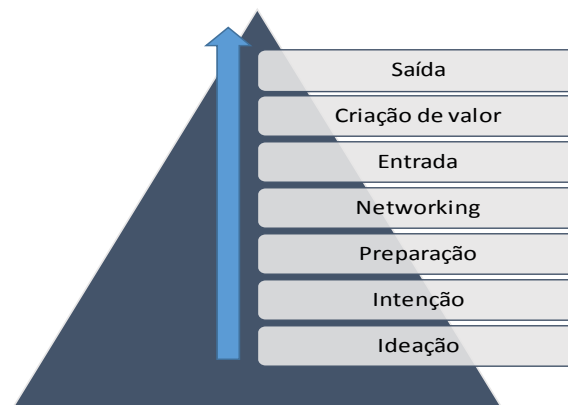 Saída
Criação de valor
Entrada
Networking
Preparação
Intenção
Ideação